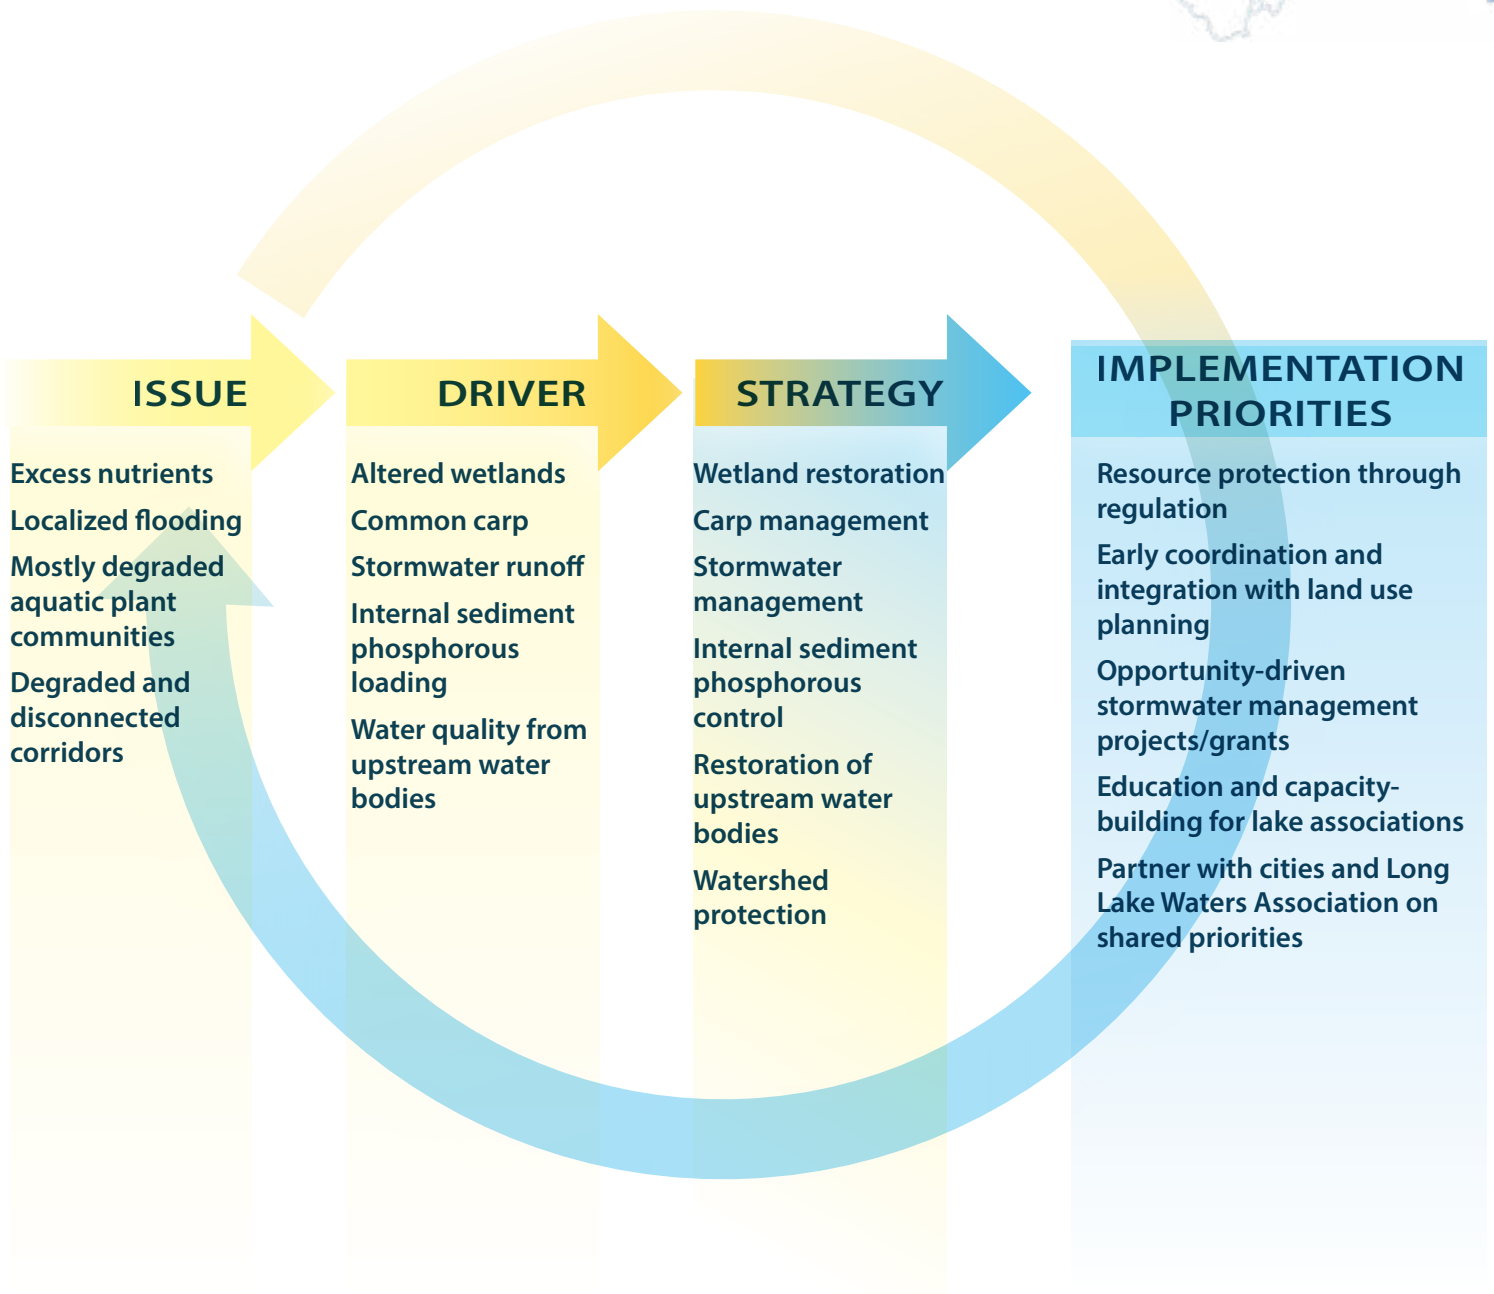 ISSUE
Excess nutrients
Localized flooding
Mostly degraded
aquatic plant
communities
Degraded and
disconnected
corridors
DRIVER
Altered wetlands
Common carp
Stormwater runoff
Internal sediment
phosphorous
loading
Water quality from
upstream water
bodies
STRATEGY
Wetland restoration
Carp management
Stormwater
management
Internal sediment
phosphorous
control
Restoration of
upstream water
bodies
Watershed
protection
IMPLEMENTATION
PRIORITIES
Resource protection through
regulation
Early coordination and
integration with land use
planning
Opportunity-driven
stormwater management
projects/grants
Education and capacity-
building for lake associations
Partner with cities and Long
Lake Waters Association on
shared priorities